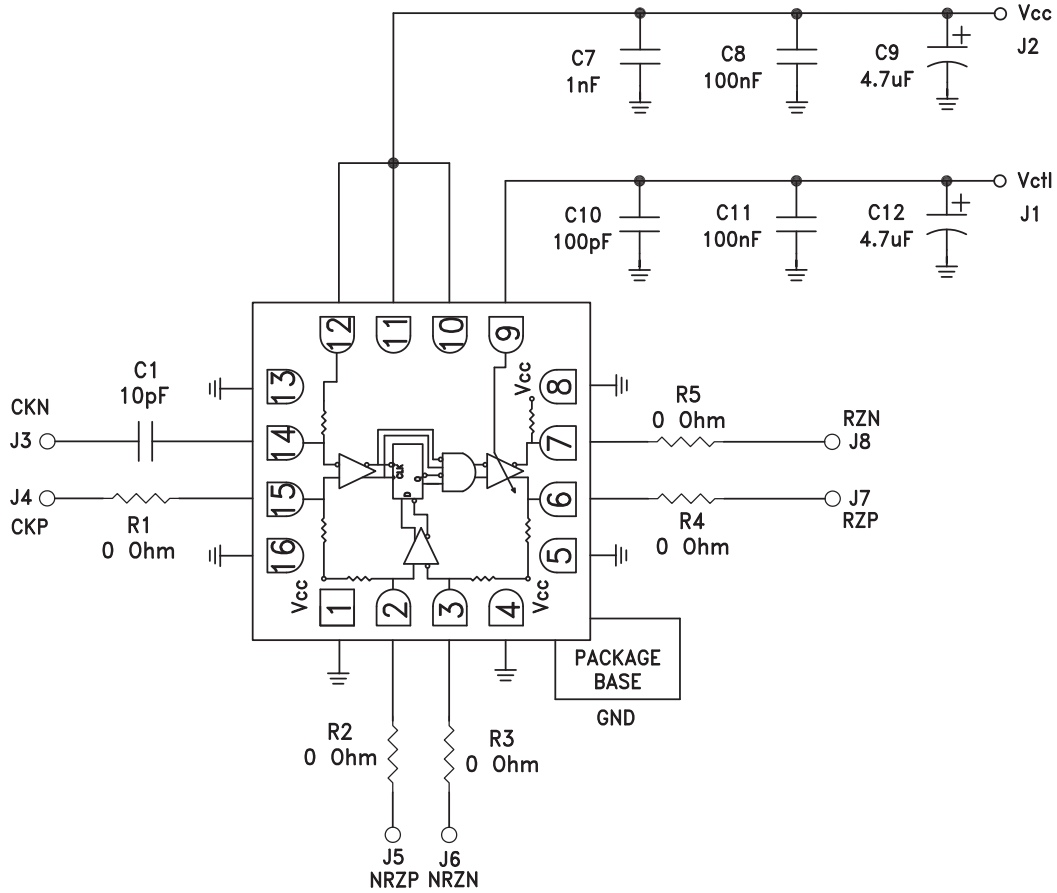 Vcc
J2
C7
1nF
C8
100nF
C9
4.7uF
+
Vctl
J1
C10
100pF
C11
100nF
C12
4.7uF
+
12
11
10
9
C1
10pF
CKN
J3
13
14
Vcc
8
7
R5
0 Ohm
RZN
J8
CLK
Q
D
J4
CKP
R1
0 Ohm
15
16
6
5
R4
0 Ohm
J7
RZP
Vcc
1
2
3
4
Vcc
PACKAGE
BASE
GND
R2
0 Ohm
R3
0 Ohm
J5
NRZP
J6
NRZN